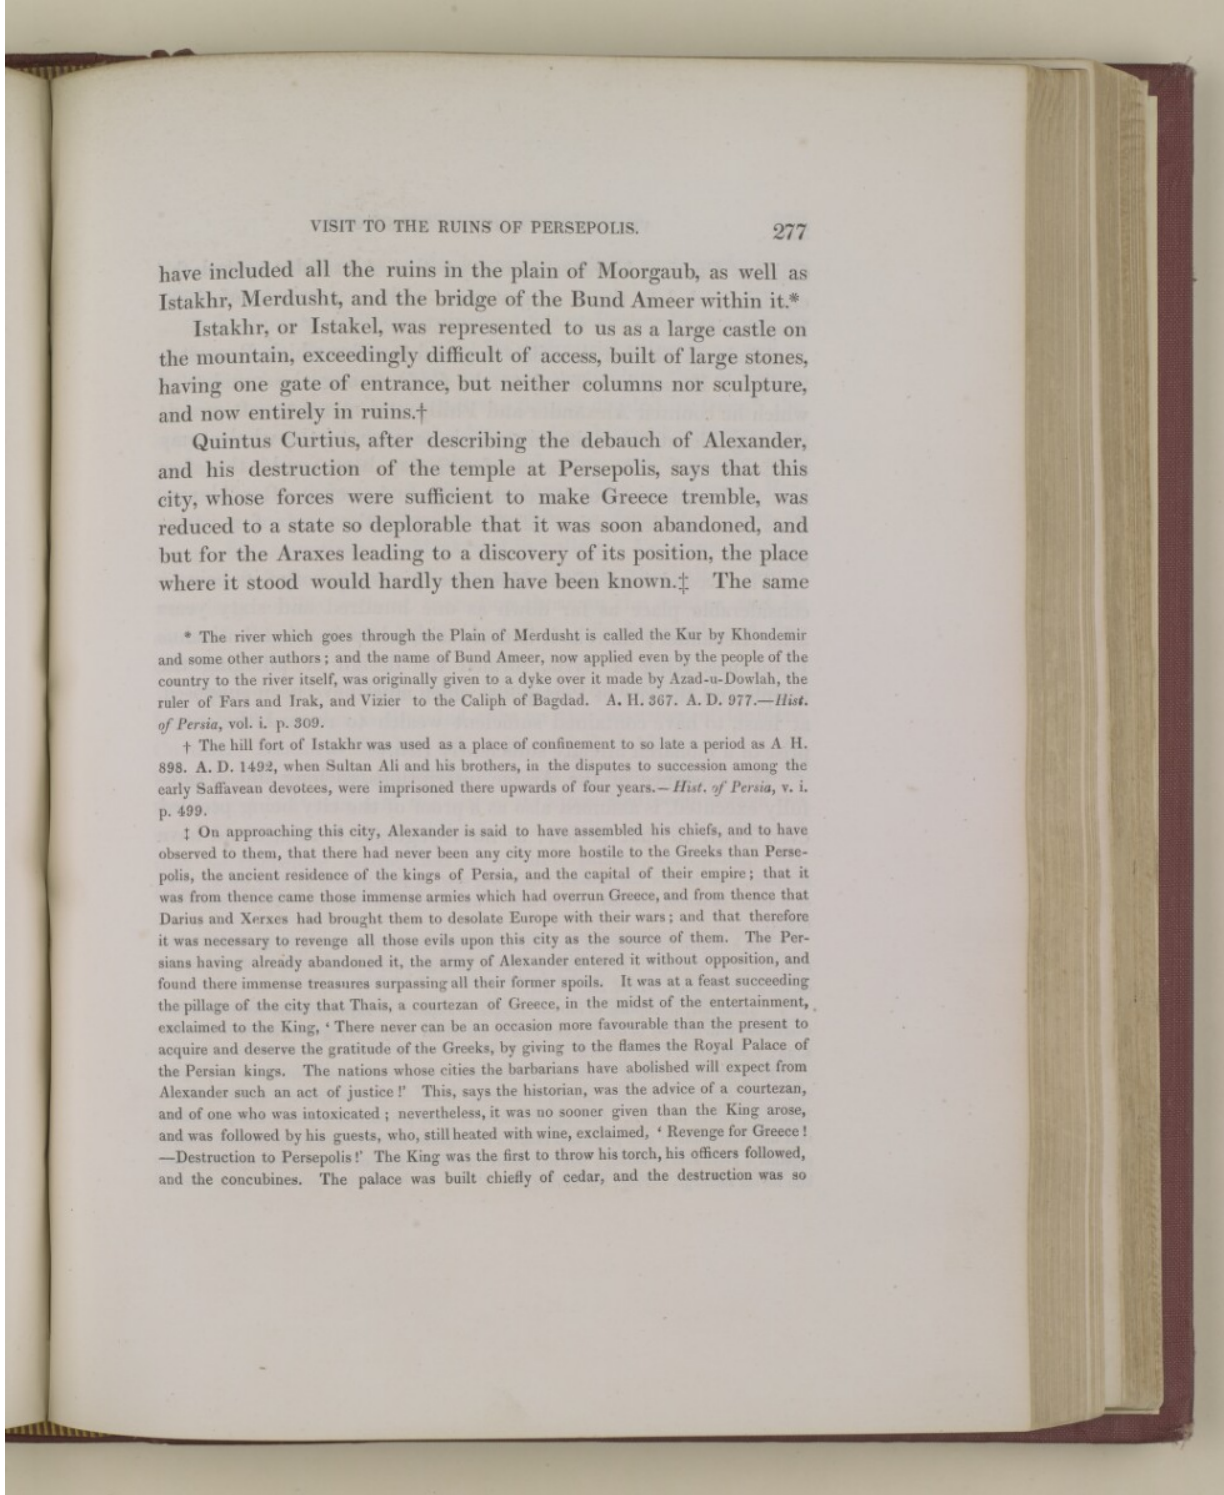 VISIT TO THE RUINS OF PERSEPOLIS. 277
have included all the ruins in the plain of Moorgaub, as well as
Istakhr, Merdusht, and the bridge of the Bund Ameer within it.*
Istakhr, or Istakel, was represented to us as a large castle on
the mountain, exceedingly difficult of access, built of large stones,
having one gate of entrance, but neither columns nor sculpture,
and now entirely in ruins.†
Quintus Curtius, after describing the debauch of Alexander,
and his destruction of the temple at Persepolis, says that this
city, whose forces were sufficient to make Greece tremble, was
reduced to a state so deplorable that it was soon abandoned, and
but for the Araxes leading to a discovery of its position, the place
where it stood would hardly then have been known.‡ The same
* The river which goes through the Plain of Merdusht is called the Kur by Khondemir
and some other authors; and the name of Bund Ameer, now applied even by the people of the
country to the river itself, was originally given to a dyke over it made by Azad-u-Dowlah, the
ruler of Fars and Irak, and Vizier to the Caliph of Bagdad. A. H. 367. A. D. 977.—Hist.
of Persia, vol. i. p. 309.
† The hill fort of Istakhr was used as a place of confinement to so late a period as A H.
898. A. D. 1492, when Sultan Ali and his brothers, in the disputes to succession among the
early Saffavean devotees, were imprisoned there upwards of four years.—Hist. of Persia, v. i.
p. 499.
‡ On approaching this city, Alexander is said to have assembled his chiefs, and to have
observed to them, that there had never been any city more hostile to the Greeks than Perse-
polis, the ancient residence of the kings of Persia, and the capital of their empire; that it
was from thence came those immense armies which had overrun Greece, and from thence that
Darius and Xerxes had brought them to desolate Europe with their wars; and that therefore
it was necessary to revenge all those evils upon this city as the source of them. The Per-
sians having already abandoned it, the army of Alexander entered it without opposition, and
found there immense treasures surpassing all their former spoils. It was at a feast succeeding
the pillage of the city that Thais, a courtezan of Greece, in the midst of the entertainment,
exclaimed to the King, ‘ There never can be an occasion more favourable than the present to
acquire and deserve the gratitude of the Greeks, by giving to the flames the Royal Palace of
the Persian kings. The nations whose cities the barbarians have abolished will expect from
Alexander such an act of justice!’ This, says the historian, was the advice of a courtezan,
and of one who was intoxicated; nevertheless, it was no sooner given than the King arose,
and was followed by his guests, who, still heated with wine, exclaimed, ‘ Revenge for Greece!
—Destruction to Persepolis!’ The King was the first to throw his torch, his officers followed,
and the concubines. The palace was built chiefly of cedar, and the destruction was so